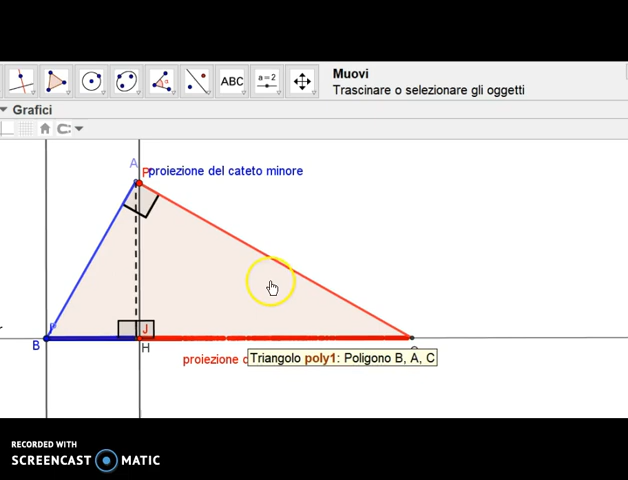 ABC
a=2
Muovi
Trascinare o selezionare gli oggetti
Grafici
A
P
proiezione del cateto minore
B
J
H
proiezione
Triangolo poly1: Poligono B, A, C
RECORDED WITH
SCREENCAST MATIC